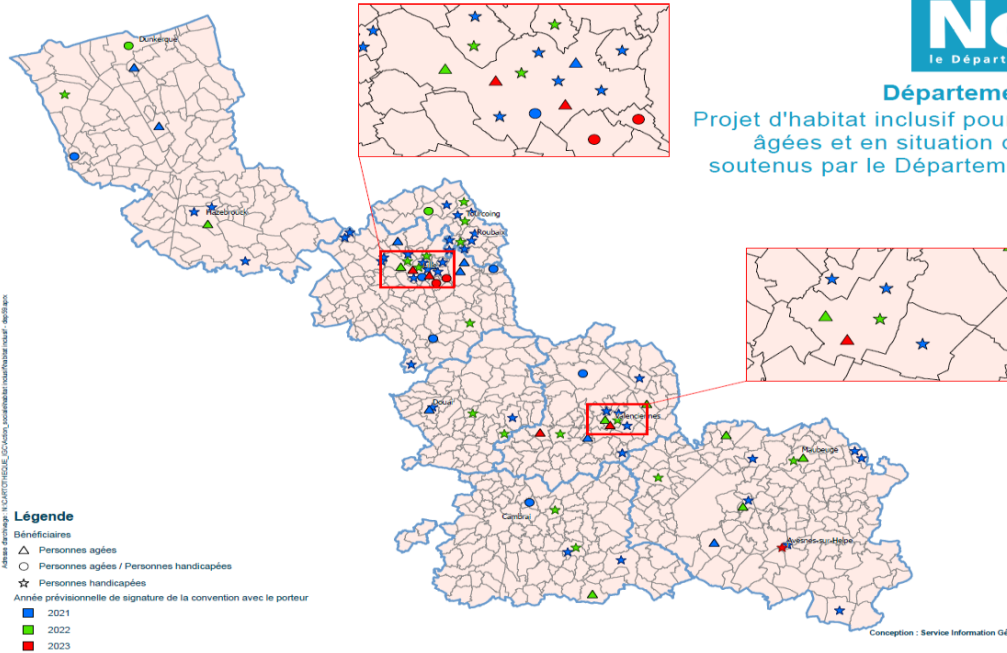 No
le Départ
Départeme
Projet d'habitat inclusif pou
âgées et en situation
soutenus par le Départem
Dunkerque
Hazebrouck
Tourcoing
Roubaix
Douai
Valenciennes
Maubeuge
Cambrai
Avesnes-sur-Helpe
Légende
Bénéficiaires
Personnes agées
Personnes agées / Personnes handicapées
Personnes handicapées
Année prévisionnelle de signature de la convention avec le porteur
2021
2022
2023
Conception : Service Information Gé